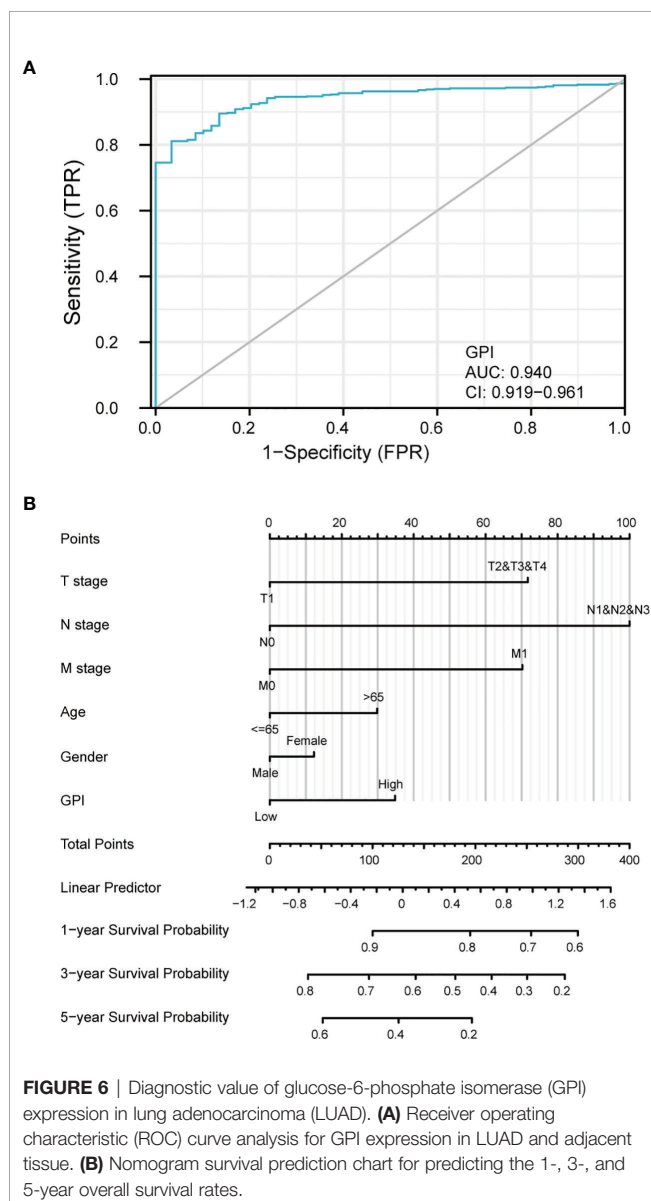 A
1.0
0.8
0.6
0.4
0.2
0.0
Sensitivity (TPR)
GPI
AUC: 0.940
CI: 0.919−0.961
0.0 0.2 0.4 0.6 0.8 1.0
1−Specificity (FPR)
B
Points
0 20 40 60 80 100
T stage
T2&T3&T4
T1
N stage
N1&N2&N3
N0
M stage
M1
M0
Age
>65
<=65
Gender
Female
Male
GPI
High
Low
Total Points
0 100 200 300 400
Linear Predictor
−1.2 −0.8 −0.4 0 0.4 0.8 1.2 1.6
1−year Survival Probability
0.9 0.8 0.7 0.6
3−year Survival Probability
0.8 0.7 0.6 0.5 0.4 0.3 0.2
5−year Survival Probability
0.6 0.4 0.2
FIGURE 6 | Diagnostic value of glucose-6-phosphate isomerase (GPI)
expression in lung adenocarcinoma (LUAD). (A) Receiver operating
characteristic (ROC) curve analysis for GPI expression in LUAD and adjacent
tissue. (B) Nomogram survival prediction chart for predicting the 1-, 3-, and
5-year overall survival rates.